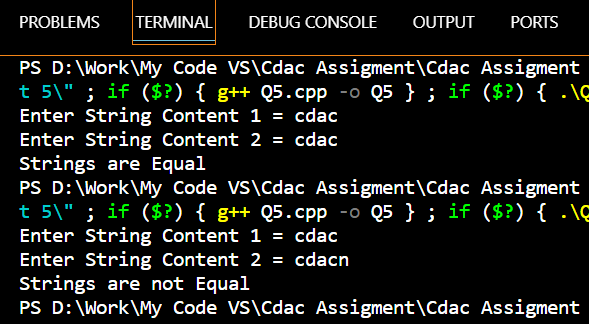 PROBLEMS TERMINAL DEBUG CONSOLE OUTPUT PORTS
PS D:\Work\My Code VS\Cdac Assigment\Cdac Assigment
t 5\" ; if ($?) { g++ Q5.cpp -o Q5 } ; if ($?) { .\Q
Enter String Content 1 = cdac
Enter String Content 2 = cdac
Strings are Equal
PS D:\Work\My Code VS\Cdac Assigment\Cdac Assigment
t 5\" ; if ($?) { g++ Q5.cpp -o Q5 } ; if ($?) { .\Q
Enter String Content 1 = cdac
Enter String Content 2 = cdacn
Strings are not Equal
PS D:\Work\My Code VS\Cdac Assigment\Cdac Assigment